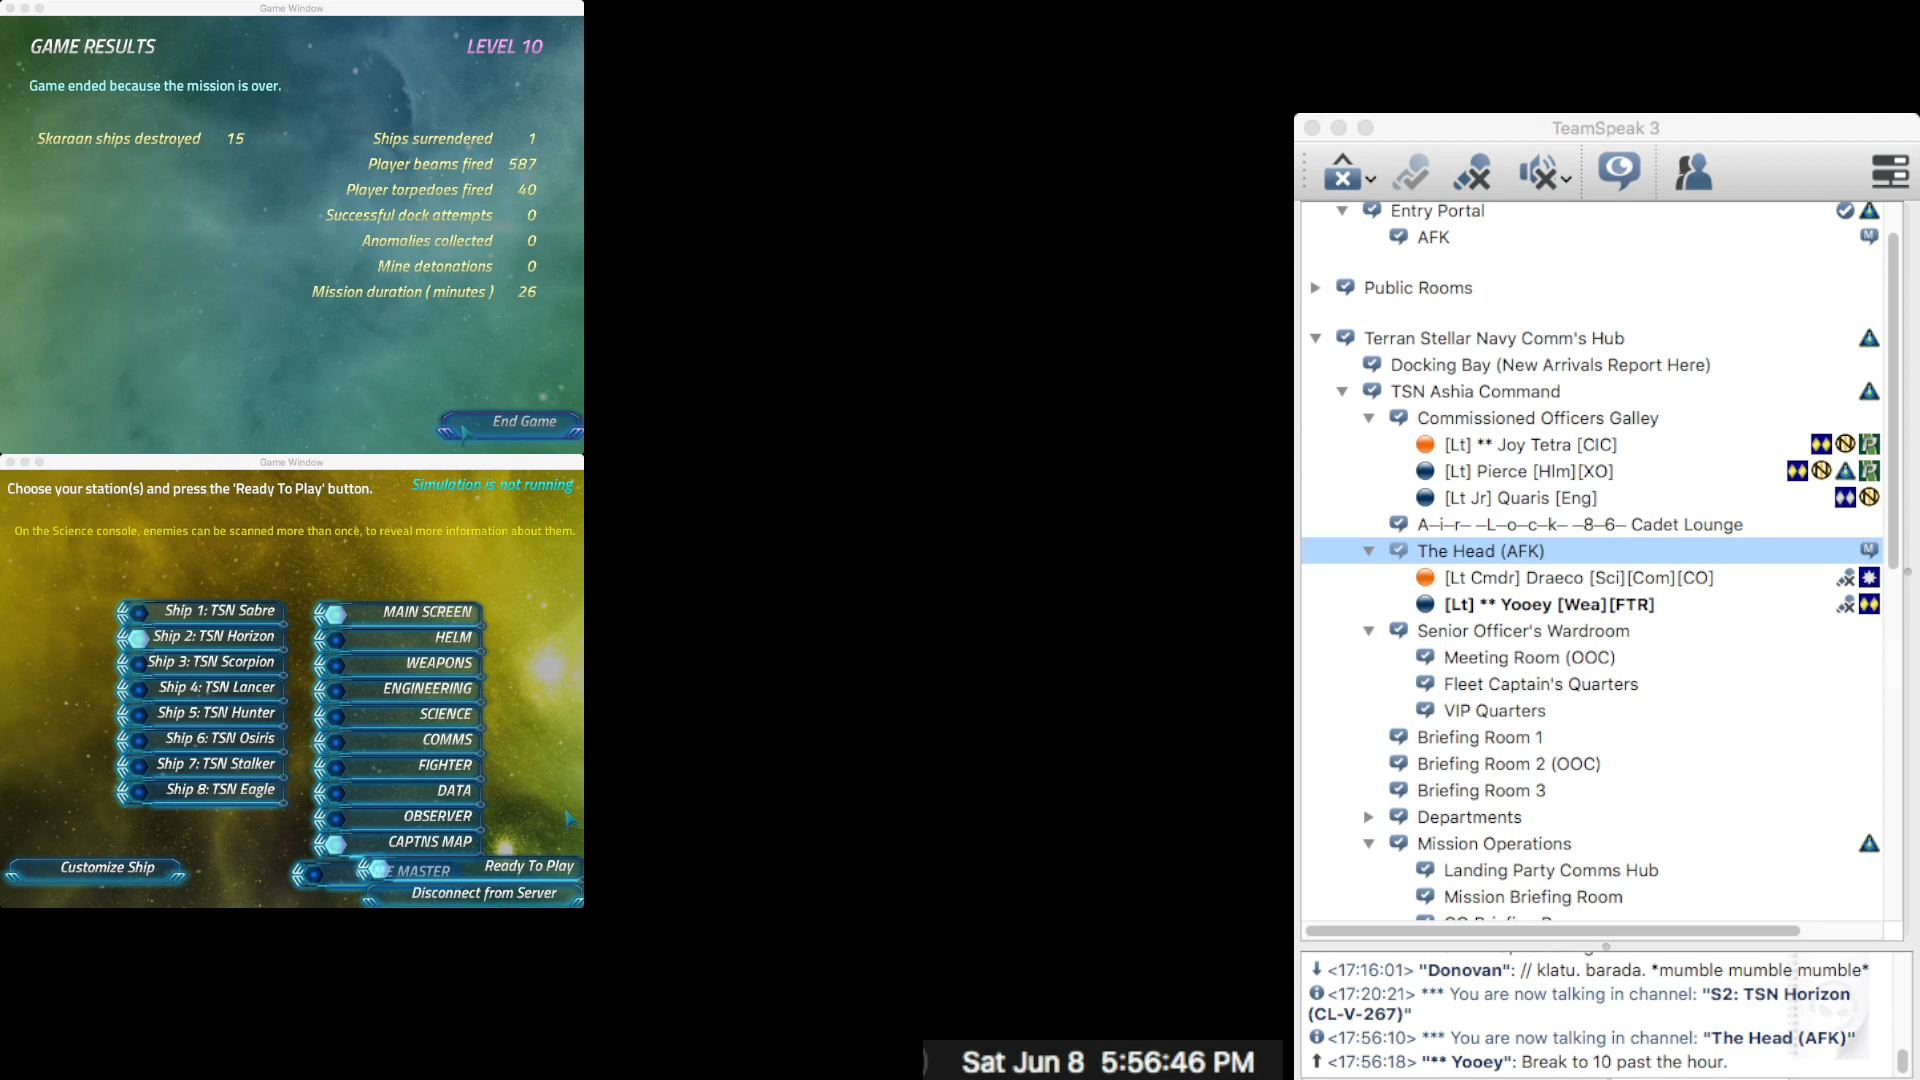 Game Window
GAME RESULTS
LEVEL 10
Game ended because the mission is over.
Skaraan ships destroyed 15
Ships surrendered 1
Player beams fired 587
Player torpedoes fired 40
Successful dock attempts 0
Anomalies collected 0
Mine detonations 0
Mission duration ( minutes ) 26
End Game
Game Window
Choose your station(s) and press the 'Ready To Play' button.
Simulation is not running
On the Science console, enemies can be scanned more than once, to reveal more information about them.
Ship 1: TSN Sabre
Ship 2: TSN Horizon
Ship 3: TSN Scorpion
Ship 4: TSN Lancer
Ship 5: TSN Hunter
Ship 6: TSN Osiris
Ship 7: TSN Stalker
Ship 8: TSN Eagle
MAIN SCREEN
HELM
WEAPONS
ENGINEERING
SCIENCE
COMMS
FIGHTER
DATA
OBSERVER
CAPTNS MAP
MASTER
Ready To Play
Customize Ship
Disconnect from Server
TeamSpeak 3
Entry Portal
AFK
Public Rooms
Terran Stellar Navy Comm's Hub
Docking Bay (New Arrivals Report Here)
TSN Ashia Command
Commissioned Officers Galley
[Lt] ** Joy Tetra [CIC]
[Lt] Pierce [Hlm][XO]
[Lt Jr] Quaris [Eng]
A–i–r– –L–o–c–k– –8–6– Cadet Lounge
The Head (AFK)
[Lt Cmdr] Draeco [Sci][Com][CO]
[Lt] ** Yooey [Wea][FTR]
Senior Officer's Wardroom
Meeting Room (OOC)
Fleet Captain's Quarters
VIP Quarters
Briefing Room 1
Briefing Room 2 (OOC)
Briefing Room 3
Departments
Mission Operations
Landing Party Comms Hub
Mission Briefing Room
<17:16:01> "Donovan": // klatu. barada. *mumble mumble mumble*
<17:20:21> *** You are now talking in channel: "S2: TSN Horizon
(CL-V-267)"
<17:56:10> *** You are now talking in channel: "The Head (AFK)"
<17:56:18> "** Yooey": Break to 10 past the hour.
Sat Jun 8 5:56:46 PM